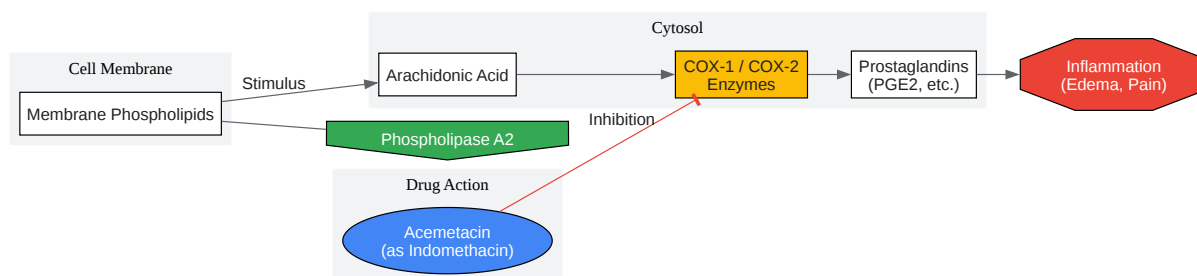 Cell Membrane
Membrane Phospholipids
Stimulus
Cytosol
Arachidonic Acid
COX-1 / COX-2
Enzymes
Prostaglandins
(PGE2, etc.)
Inflammation
(Edema, Pain)
Phospholipase A2
Inhibition
Drug Action
Acemetacin
(as Indomethacin)